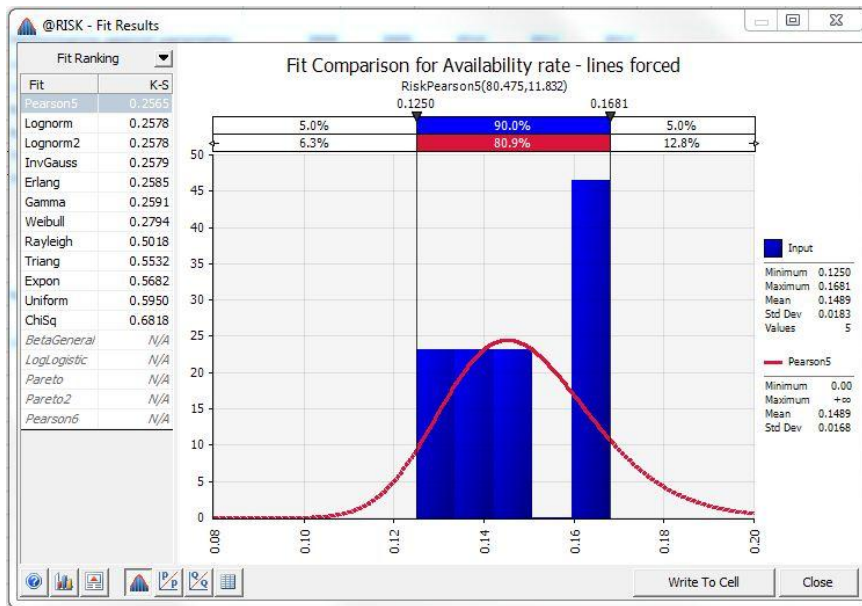 @RISK - Fit Results
Fit Ranking
Fit K-S
Pearson5 0.2565
Lognorm 0.2578
Lognorm2 0.2578
InvGauss 0.2579
Erlang 0.2585
Gamma 0.2591
Weibull 0.2794
Rayleigh 0.5018
Triang 0.5532
Expon 0.5682
Uniform 0.5950
ChiSq 0.6818
BetaGeneral N/A
LogLogistic N/A
Pareto N/A
Pareto2 N/A
Pearson6 N/A
Fit Comparison for Availability rate - lines forced
RiskPearson5(80.475,11.832)
0.1250 0.1681
5.0% 90.0% 5.0%
6.3% 80.9% 12.8%
50
45
40
35
30
25
20
15
10
5
0
0.08 0.10 0.12 0.14 0.16 0.18 0.20
Input
Minimum 0.1250
Maximum 0.1681
Mean 0.1489
Std Dev 0.0183
Values 5
Pearson5
Minimum 0.00
Maximum +∞
Mean 0.1489
Std Dev 0.0168
P/P
Q/Q
Write To Cell
Close